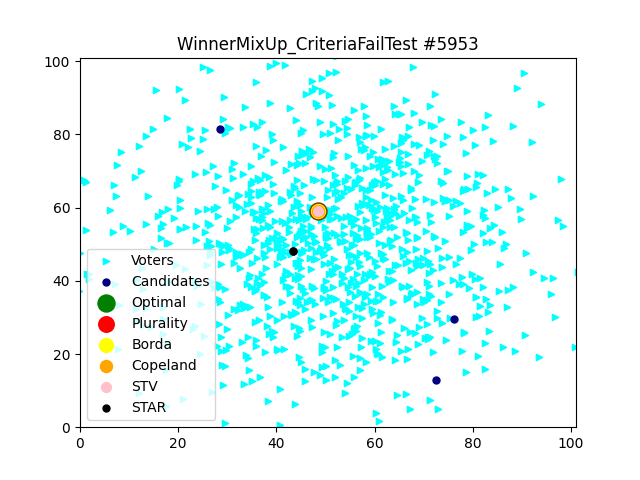 WinnerMixUp_CriteriaFailTest #5953
100
80
60
40
20
0
Voters
Candidates
Optimal
Plurality
Borda
Copeland
STV
STAR
0 20 40 60 80 100